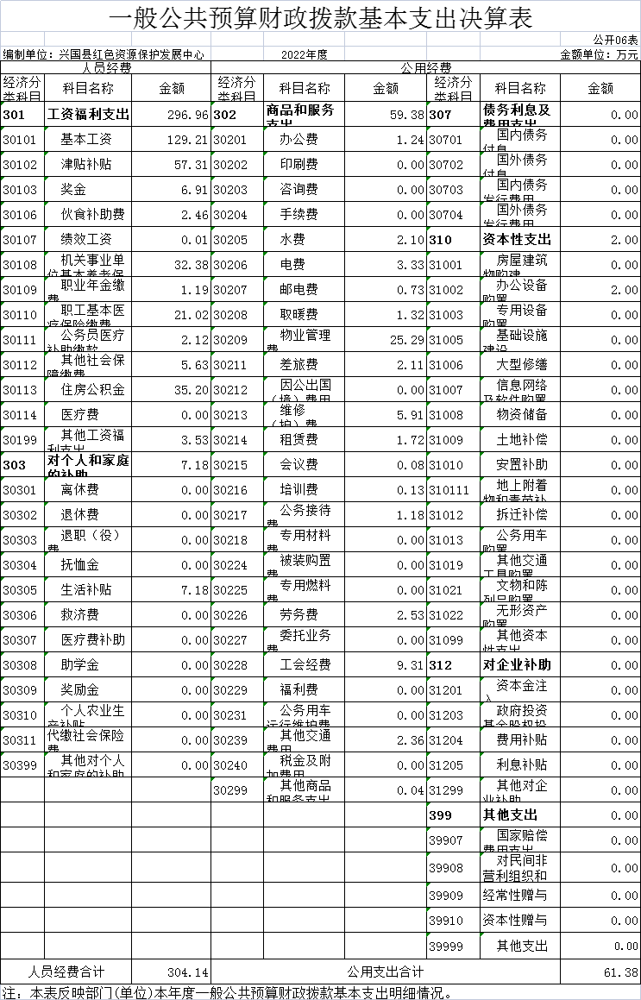 一般公共预算财政拨款基本支出决算表
公开06表
编制单位：兴国县红色资源保护发展中心 2022年度 金额单位：万元
人员经费 公用经费
经济分类科目 科目名称 金额 经济分类科目 科目名称 金额 经济分类科目 科目名称 金额
301 工资福利支出 296.96 302 商品和服务支出 59.38 307 债务利息及费用支出 0.00
30101 基本工资 129.21 30201 办公费 1.24 30701 国内债务付息 0.00
30102 津贴补贴 57.31 30202 印刷费 0.00 30702 国外债务付息 0.00
30103 奖金 6.91 30203 咨询费 0.00 30703 国内债务发行费用 0.00
30106 伙食补助费 2.46 30204 手续费 0.00 30704 国外债务发行费用 0.00
30107 绩效工资 0.01 30205 水费 2.10 310 资本性支出 2.00
30108 机关事业单位基本养老保 32.38 30206 电费 3.33 31001 房屋建筑物购建 0.00
30109 职业年金缴费 1.19 30207 邮电费 0.73 31002 办公设备购置 2.00
30110 职工基本医疗保险缴费 21.02 30208 取暖费 1.32 31003 专用设备购置 0.00
30111 公务员医疗补助缴款 2.12 30209 物业管理费 25.29 31005 基础设施建设 0.00
30112 其他社会保障缴费 5.63 30211 差旅费 2.11 31006 大型修缮 0.00
30113 住房公积金 35.20 30212 因公出国（境）费用 0.00 31007 信息网络及软件购置 0.00
30114 医疗费 0.00 30213 维修（护）费 5.91 31008 物资储备 0.00
30199 其他工资福利支出 3.53 30214 租赁费 1.72 31009 土地补偿 0.00
303 对个人和家庭的补助 7.18 30215 会议费 0.08 31010 安置补助 0.00
30301 离休费 0.00 30216 培训费 0.13 310111 地上附着物和青苗补 0.00
30302 退休费 0.00 30217 公务接待费 1.18 31012 拆迁补偿 0.00
30303 退职（役）费 0.00 30218 专用材料费 0.00 31013 公务用车购置 0.00
30304 抚恤金 0.00 30224 被装购置费 0.00 31019 其他交通工具购置 0.00
30305 生活补贴 7.18 30225 专用燃料费 0.00 31021 文物和陈列品购置 0.00
30306 救济费 0.00 30226 劳务费 2.53 31022 无形资产购置 0.00
30307 医疗费补助 0.00 30227 委托业务费 0.00 31099 其他资本性支出 0.00
30308 助学金 0.00 30228 工会经费 9.31 312 对企业补助 0.00
30309 奖励金 0.00 30229 福利费 0.00 31201 资本金注入 0.00
30310 个人农业生产补贴 0.00 30231 公务用车运行维护费 0.00 31203 政府投资基金股权投 0.00
30311 代缴社会保险费 0.00 30239 其他交通费用 2.36 31204 费用补贴 0.00
30399 其他对个人和家庭的补助 0.00 30240 税金及附加费用 0.00 31205 利息补贴 0.00
30299 其他商品和服务支出 0.04 31299 其他对企业补助 0.00
399 其他支出 0.00
39907 国家赔偿费用支出 0.00
39908 对民间非营利组织和 0.00
39909 经常性赠与 0.00
39910 资本性赠与 0.00
39999 其他支出 0.00
人员经费合计 304.14 公用支出合计 61.38
注：本表反映部门(单位)本年度一般公共预算财政拨款基本支出明细情况。